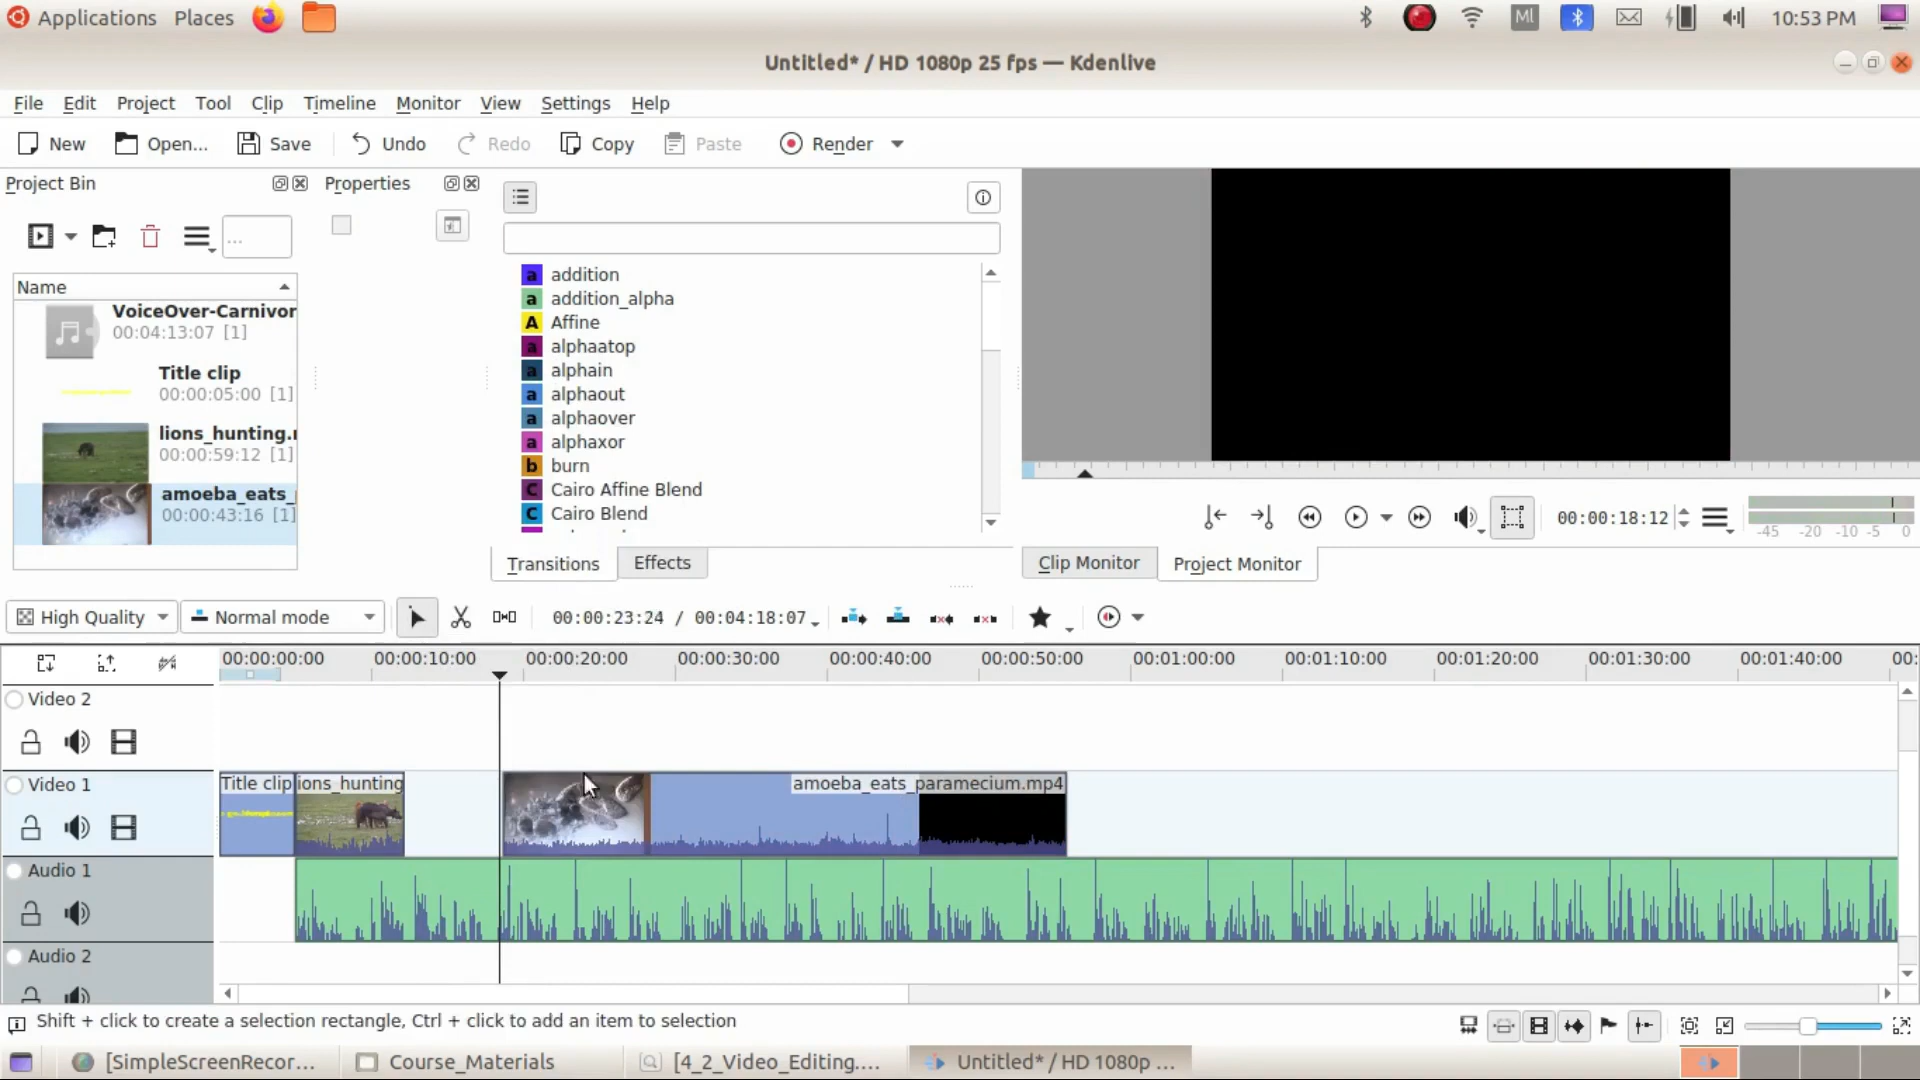 Applications Places
Ml 10:53 PM
Untitled* / HD 1080p 25 fps — Kdenlive
File Edit Project Tool Clip Timeline Monitor View Settings Help
New Open... Save Undo Redo Copy Paste Render
Project Bin Properties
...
Name
VoiceOver-Carnivor
00:04:13:07 [1]
Title clip
00:00:05:00 [1]
lions_hunting.
00:00:59:12 [1]
amoeba_eats_
00:00:43:16 [1]
a addition
a addition_alpha
A Affine
a alphaatop
a alphain
a alphaout
a alphaover
a alphaxor
b burn
C Cairo Affine Blend
C Cairo Blend
Transitions Effects
00:00:18:12
-45 -20 -10 -5 0
Clip Monitor Project Monitor
High Quality Normal mode 00:00:23:24 / 00:04:18:07
00:00:00:00 00:00:10:00 00:00:20:00 00:00:30:00 00:00:40:00 00:00:50:00 00:01:00:00 00:01:10:00 00:01:20:00 00:01:30:00 00:01:40:00 00:
Video 2
Video 1
Title clip ions_hunting amoeba_eats_paramecium.mp4
Audio 1
Audio 2
Shift + click to create a selection rectangle, Ctrl + click to add an item to selection
[SimpleScreenRecor... Course_Materials [4_2_Video_Editing.... Untitled* / HD 1080p ...